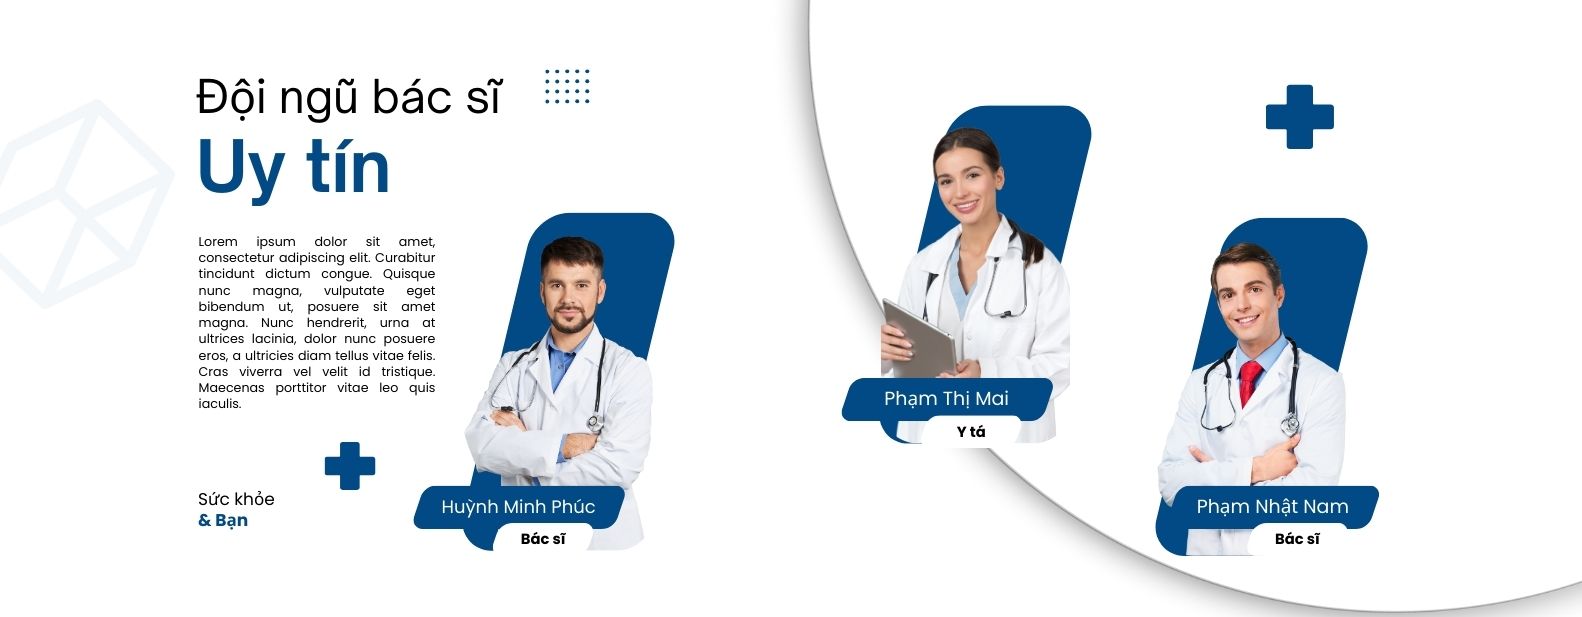 Đội ngũ bác sĩ
Uy tín
Lorem ipsum dolor sit amet,
consectetur adipiscing elit. Curabitur
tincidunt dictum congue. Quisque
nunc magna, vulputate eget
bibendum ut, posuere sit amet
magna. Nunc hendrerit, urna at
ultrices lacinia, dolor nunc posuere
eros, a ultricies diam tellus vitae felis.
Cras viverra vel velit id tristique.
Maecenas porttitor vitae leo quis
iaculis.
Sức khỏe
& Bạn
Huỳnh Minh Phúc
Bác sĩ
Phạm Thị Mai
Y tá
Phạm Nhật Nam
Bác sĩ